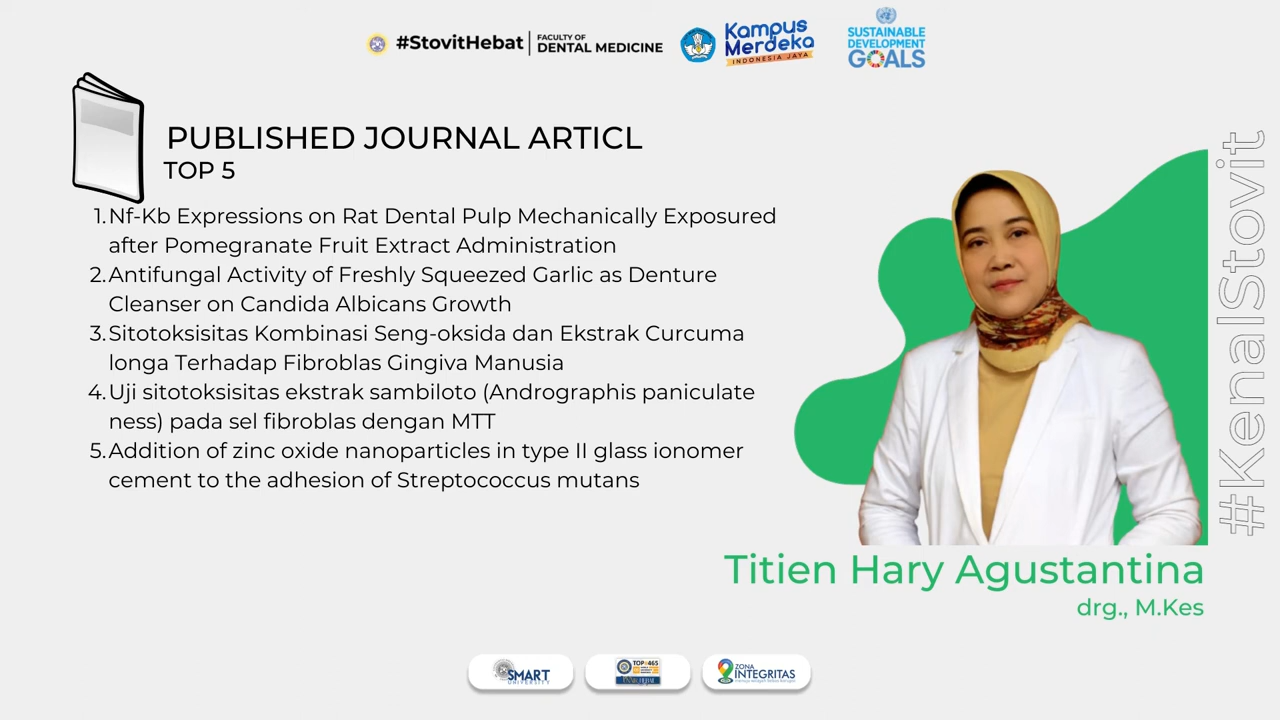 #StovitHebat
FACULTY OF
DENTAL MEDICINE
Kampus
Merdeka
INDONESIA JAYA
SUSTAINABLE
DEVELOPMENT
GOALS
PUBLISHED JOURNAL ARTICL
TOP 5
1. Nf-Kb Expressions on Rat Dental Pulp Mechanically Exposured
after Pomegranate Fruit Extract Administration
2. Antifungal Activity of Freshly Squeezed Garlic as Denture
Cleanser on Candida Albicans Growth
3. Sitotoksisitas Kombinasi Seng-oksida dan Ekstrak Curcuma
longa Terhadap Fibroblas Gingiva Manusia
4. Uji sitotoksisitas ekstrak sambiloto (Andrographis paniculate
ness) pada sel fibroblas dengan MTT
5. Addition of zinc oxide nanoparticles in type II glass ionomer
cement to the adhesion of Streptococcus mutans
#KenalStovit
Titien Hary Agustantina
drg., M.Kes
SMART
UNIVERSITY
TOP #465
ZONA
INTEGRITAS